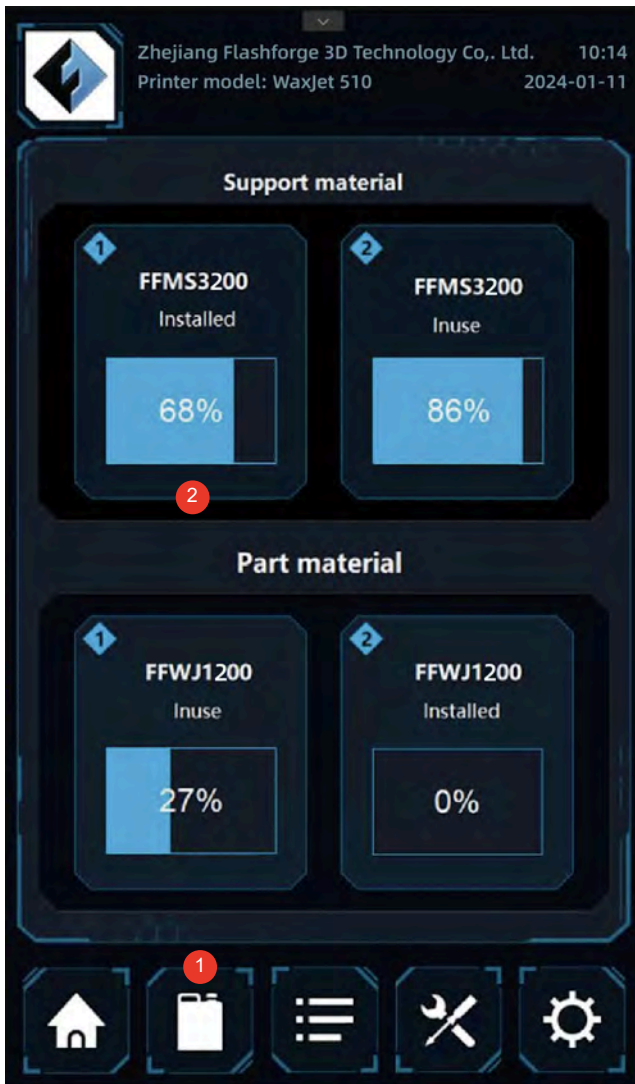 Zhejiang Flashforge 3D Technology Co,. Ltd. 10:14
Printer model: WaxJet 510 2024-01-11
Support material
1 2
FFMS3200 FFMS3200
Installed Inuse
68% 86%
2
Part material
1 2
FFWJ1200 FFWJ1200
Inuse Installed
27% 0%
1